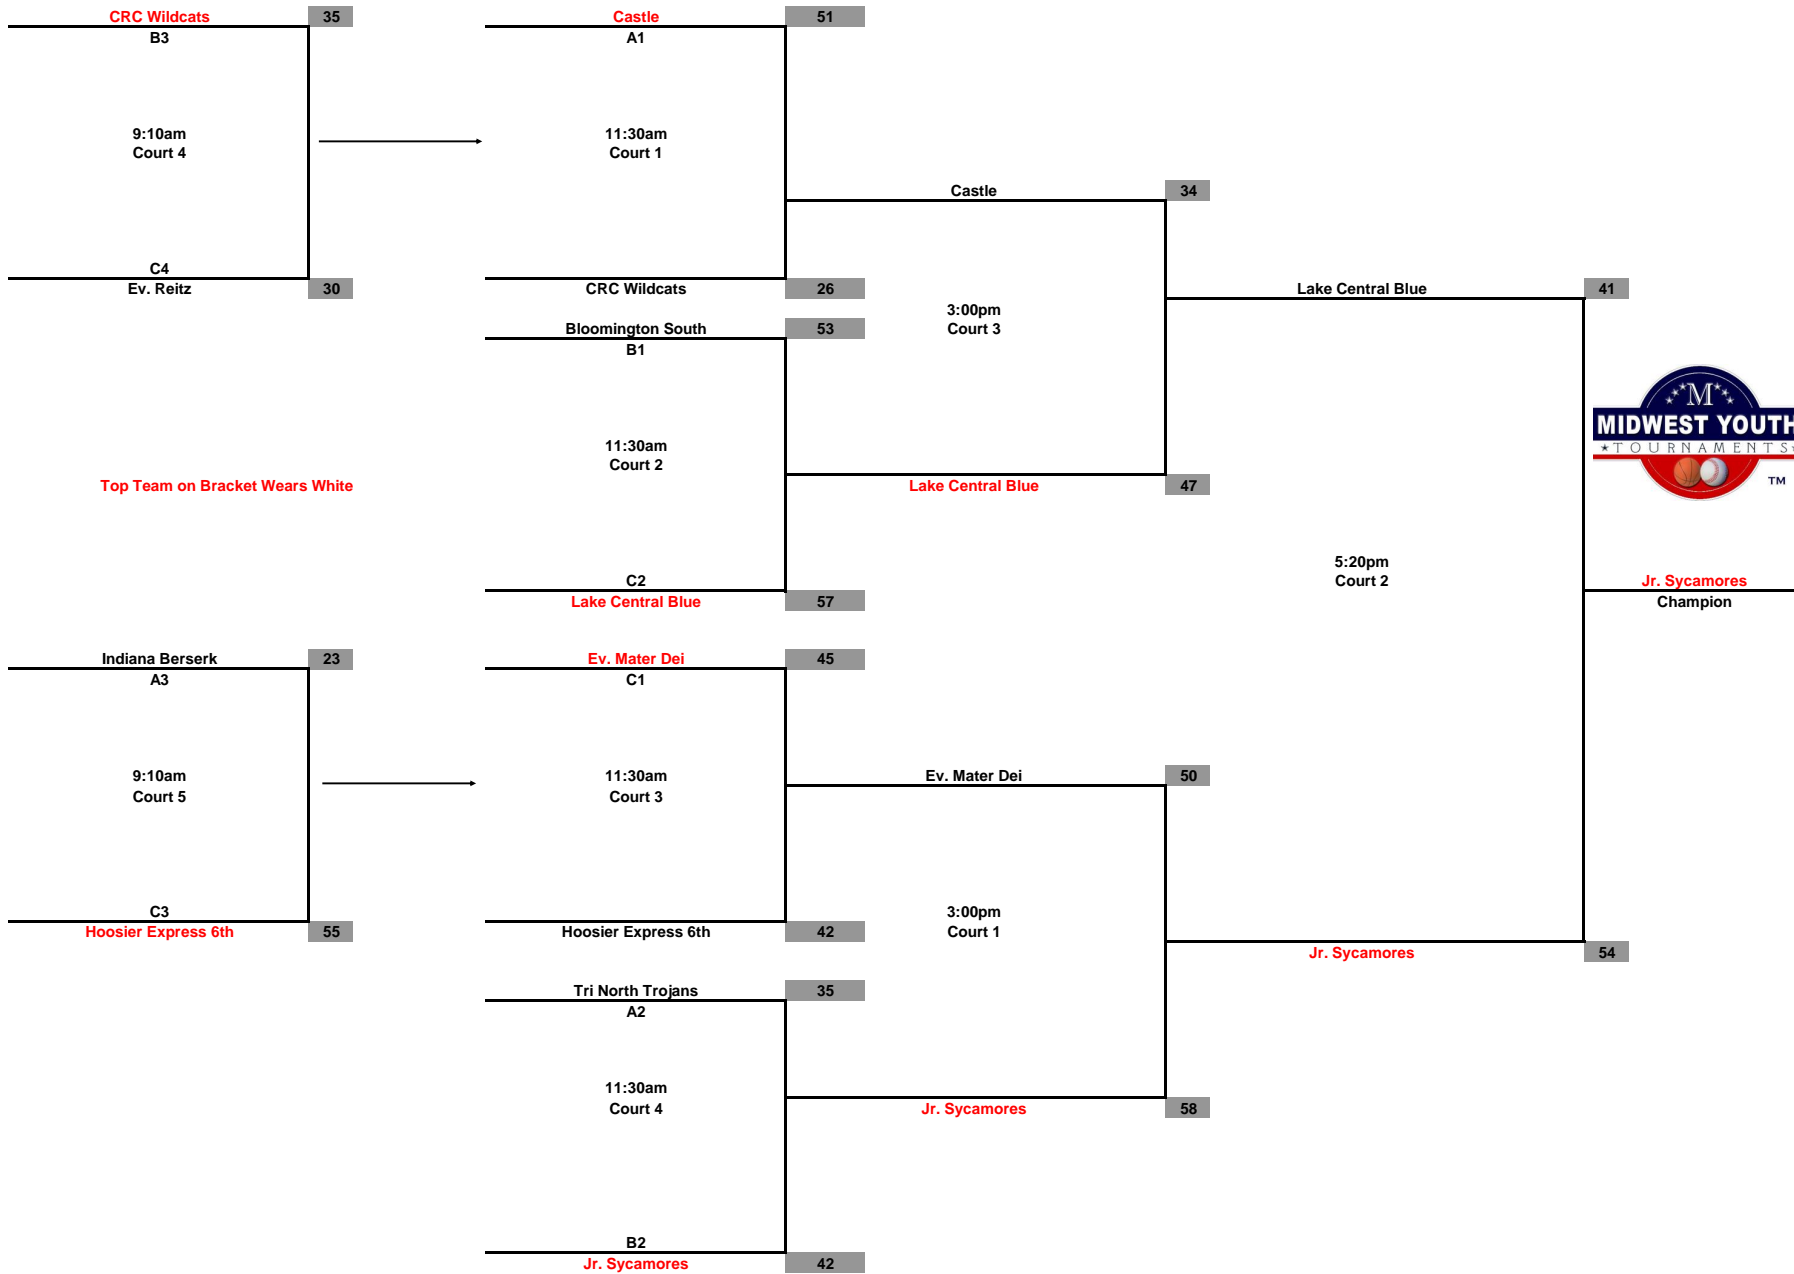 CRC Wildcats 35
B3
9:10am
Court 4
C4
Ev. Reitz 30
Castle 51
A1
11:30am
Court 1
CRC Wildcats 26
Bloomington South 53
B1
11:30am
Court 2
C2
Lake Central Blue 57
Top Team on Bracket Wears White
Castle 34
3:00pm
Court 3
Lake Central Blue 47
Lake Central Blue 41
M
MIDWEST YOUTH
TOURNAMENTS
TM
5:20pm
Court 2
Jr. Sycamores
Champion
Indiana Berserk 23
A3
9:10am
Court 5
C3
Hoosier Express 6th 55
Ev. Mater Dei 45
C1
11:30am
Court 3
Hoosier Express 6th 42
Tri North Trojans 35
A2
11:30am
Court 4
B2
Jr. Sycamores 42
Ev. Mater Dei 50
3:00pm
Court 1
Jr. Sycamores 58
Jr. Sycamores 54